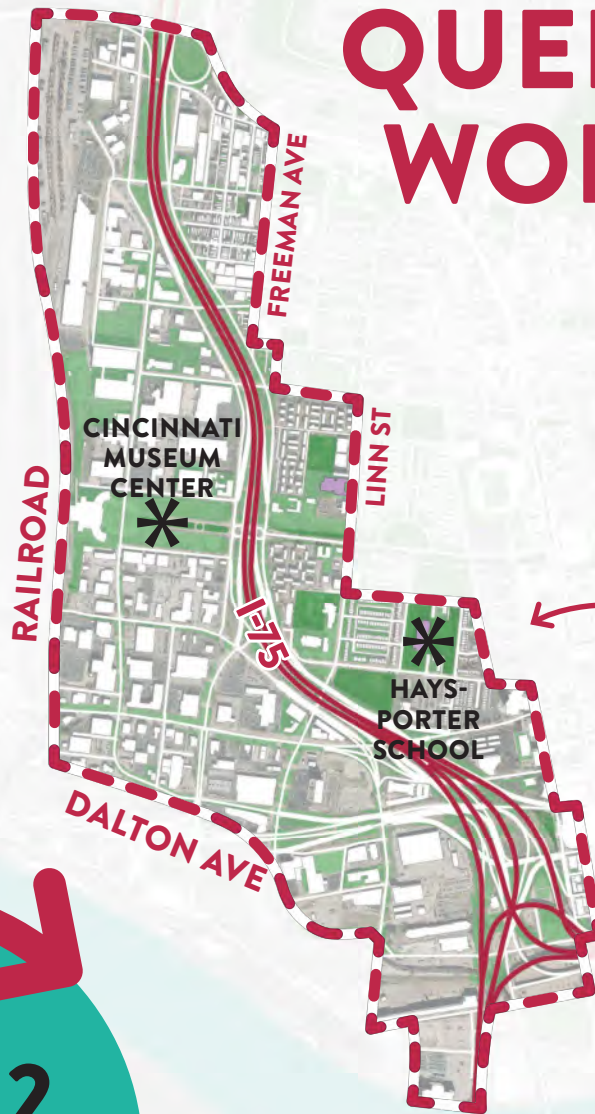 QUE
WO
FREEMAN AVE
CINCINNATI
MUSEUM
CENTER
LINN ST
RAILROAD
I-75
HAYS-
PORTER
SCHOOL
DALTON AVE
2